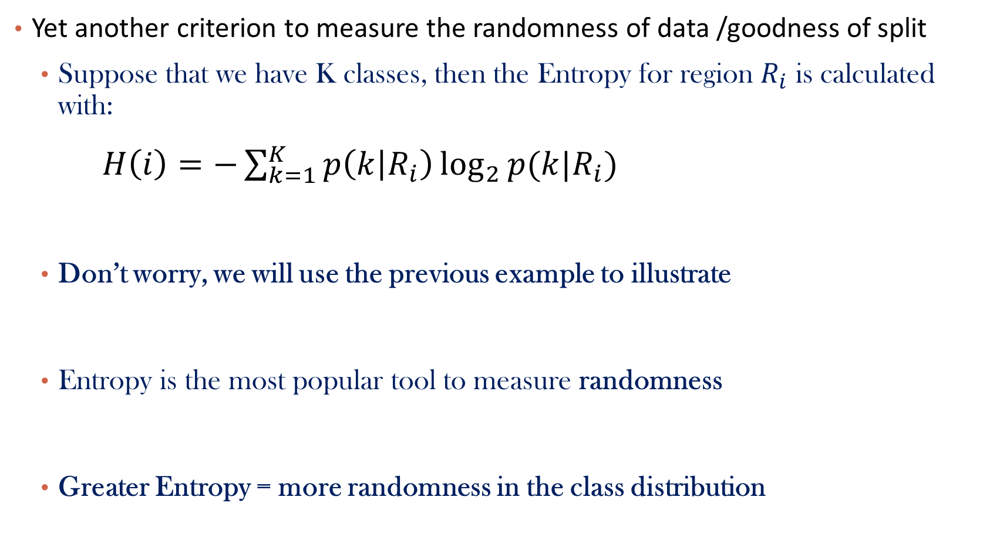 • Yet another criterion to measure the randomness of data /goodness of split
• Suppose that we have K classes, then the Entropy for region R_i is calculated
with:
H(i) = − ∑_{k=1}^{K} p(k|R_i) log_2 p(k|R_i)
• Don’t worry, we will use the previous example to illustrate
• Entropy is the most popular tool to measure randomness
• Greater Entropy = more randomness in the class distribution